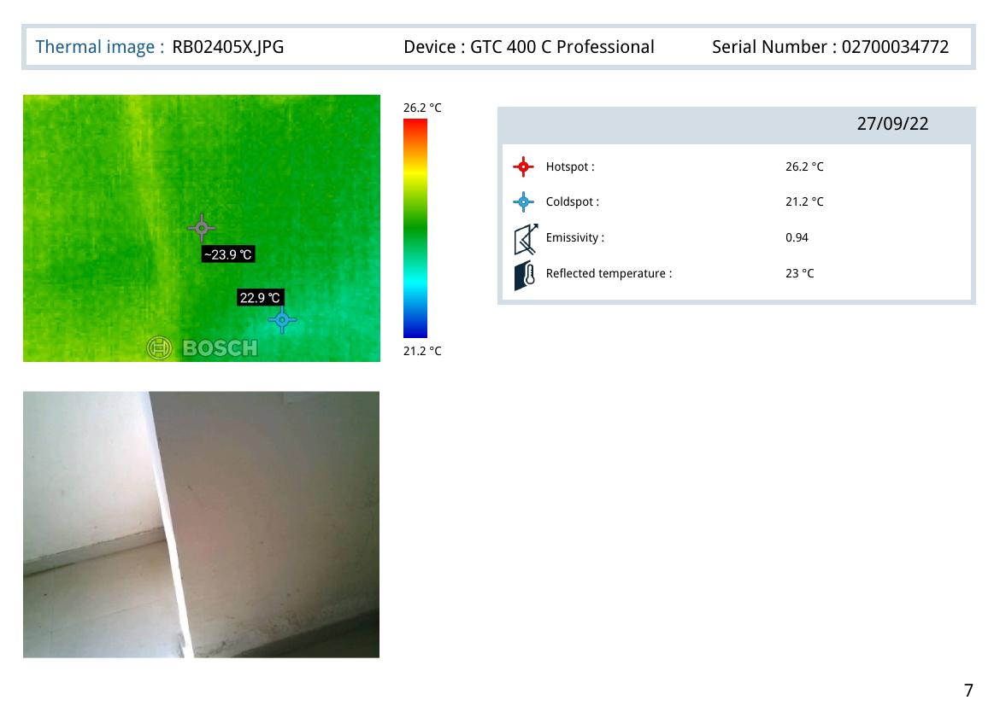 Thermal image : RB02405X.JPG Device : GTC 400 C Professional Serial Number : 02700034772
26.2 °C
27/09/22
Hotspot : 26.2 °C
Coldspot : 21.2 °C
Emissivity : 0.94
Reflected temperature : 23 °C
~23.9 °C
22.9 °C
BOSCH
21.2 °C
7